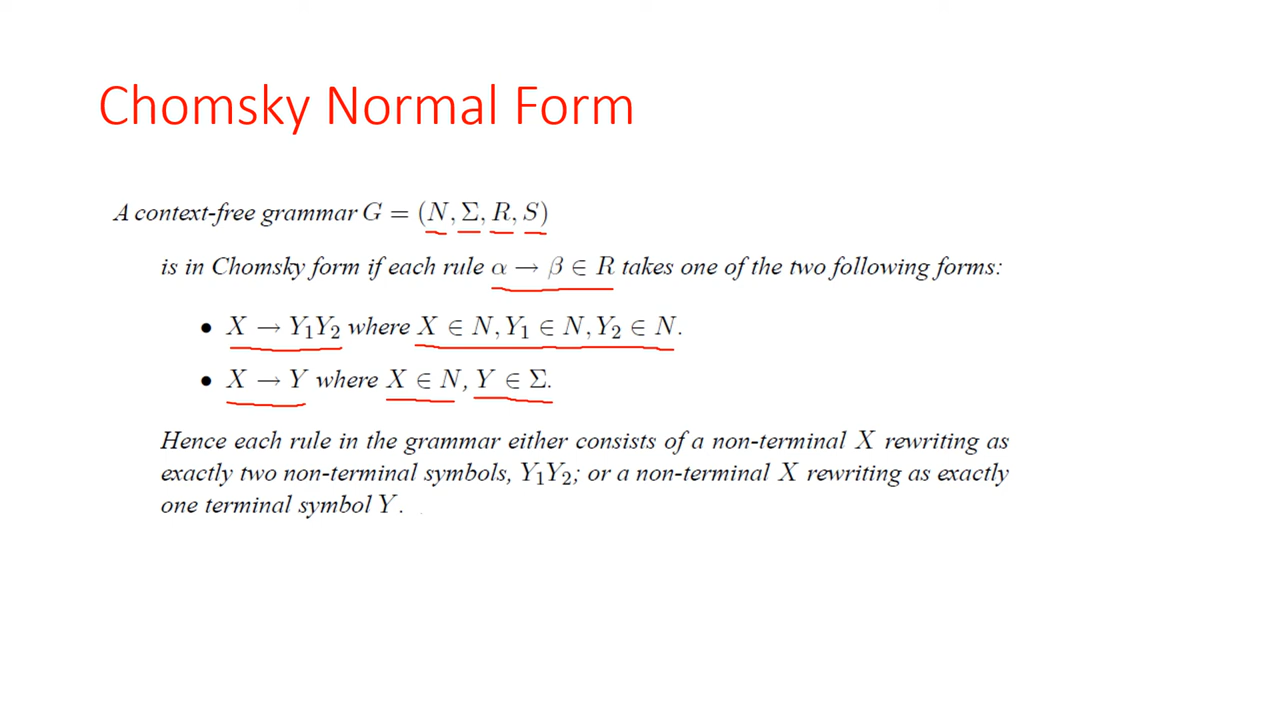 Chomsky Normal Form
A context-free grammar G = (N, Σ, R, S)
is in Chomsky form if each rule α → β ∈ R takes one of the two following forms:
• X → Y₁Y₂ where X ∈ N, Y₁ ∈ N, Y₂ ∈ N.
• X → Y where X ∈ N, Y ∈ Σ.
Hence each rule in the grammar either consists of a non-terminal X rewriting as
exactly two non-terminal symbols, Y₁Y₂; or a non-terminal X rewriting as exactly
one terminal symbol Y.